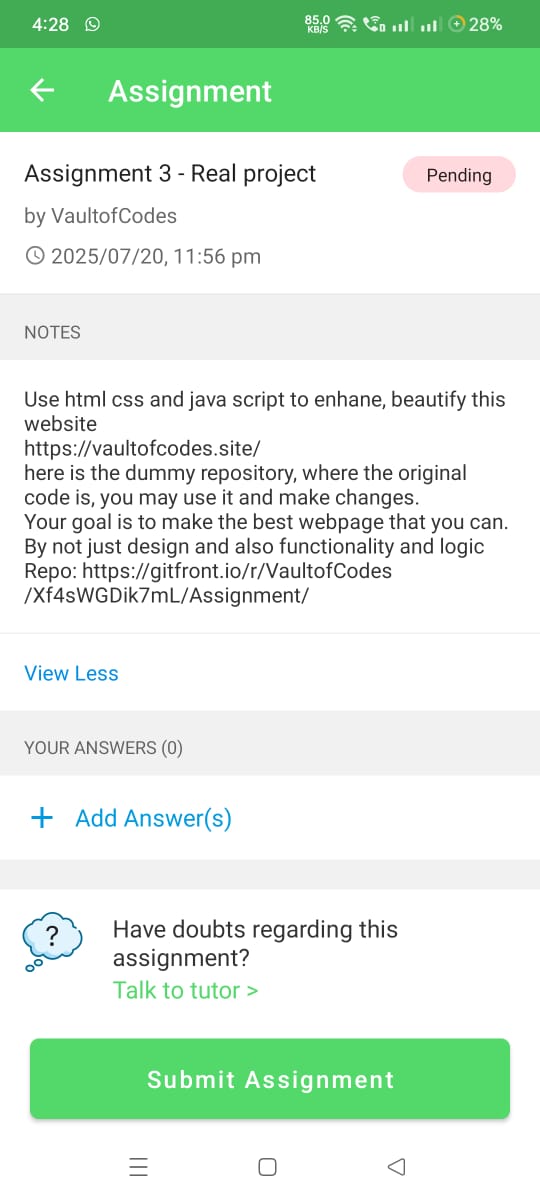 4:28 85.0 KB/S 28%
Assignment
Assignment 3 - Real project Pending
by VaultofCodes
2025/07/20, 11:56 pm
NOTES
Use html css and java script to enhane, beautify this
website
https://vaultofcodes.site/
here is the dummy repository, where the original
code is, you may use it and make changes.
Your goal is to make the best webpage that you can.
By not just design and also functionality and logic
Repo: https://gitfront.io/r/VaultofCodes
/Xf4sWGDik7mL/Assignment/
View Less
YOUR ANSWERS (0)
+ Add Answer(s)
? Have doubts regarding this
assignment?
Talk to tutor >
Submit Assignment